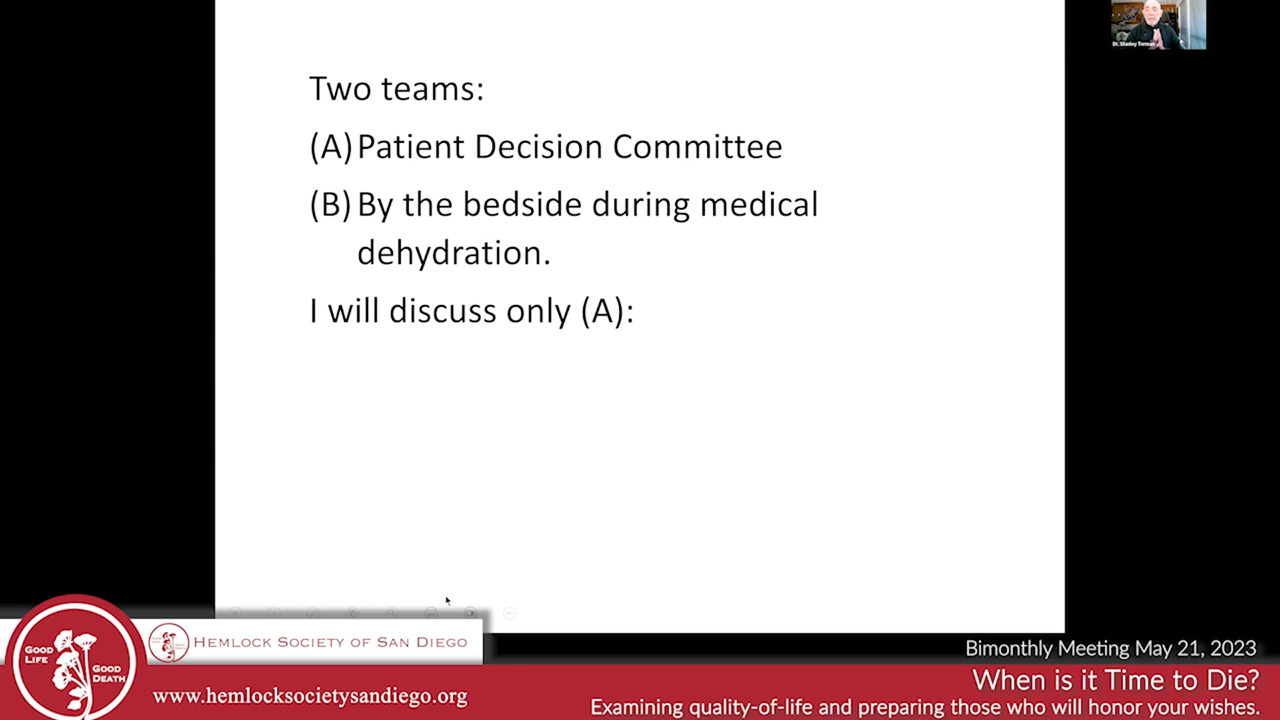 Dr. Stanley Terman
Two teams:
(A) Patient Decision Committee
(B) By the bedside during medical
dehydration.
I will discuss only (A):
GOOD
LIFE
GOOD
DEATH
HEMLOCK SOCIETY OF SAN DIEGO
www.hemlocksocietysandiego.org
Bimonthly Meeting May 21, 2023
When is it Time to Die?
Examining quality-of-life and preparing those who will honor your wishes.